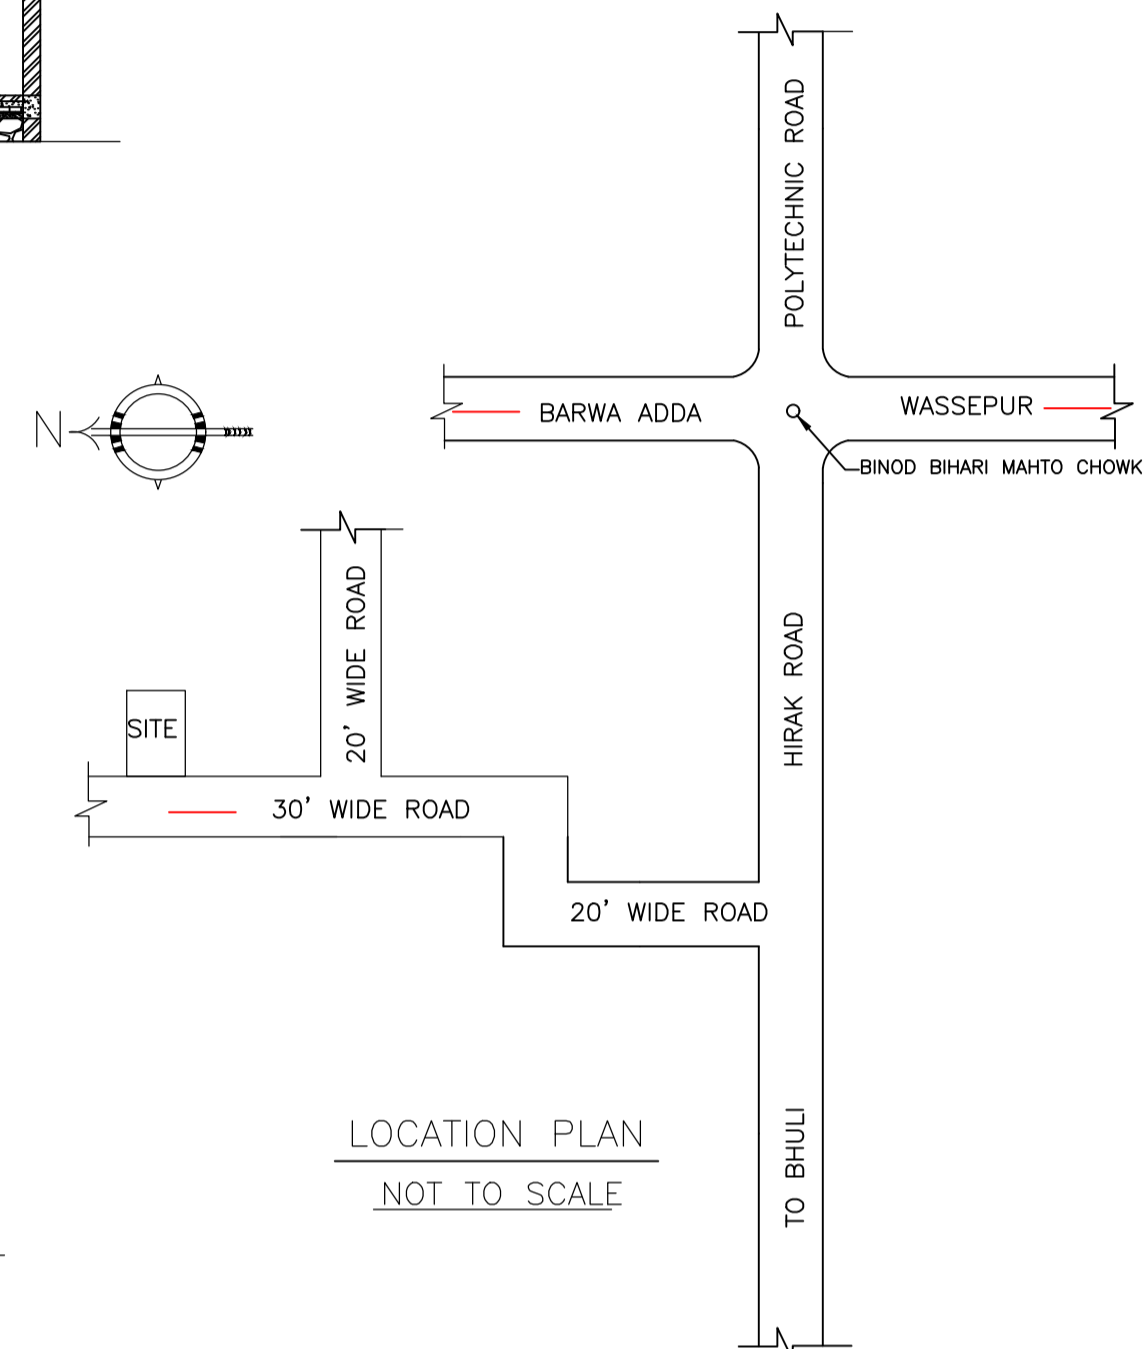 POLYTECHNIC ROAD
BARWA ADDA
WASSEPUR
BINOD BIHARI MAHTO CHOWK
N
20' WIDE ROAD
HIRAK ROAD
SITE
30' WIDE ROAD
20' WIDE ROAD
TO BHULI
LOCATION PLAN
NOT TO SCALE